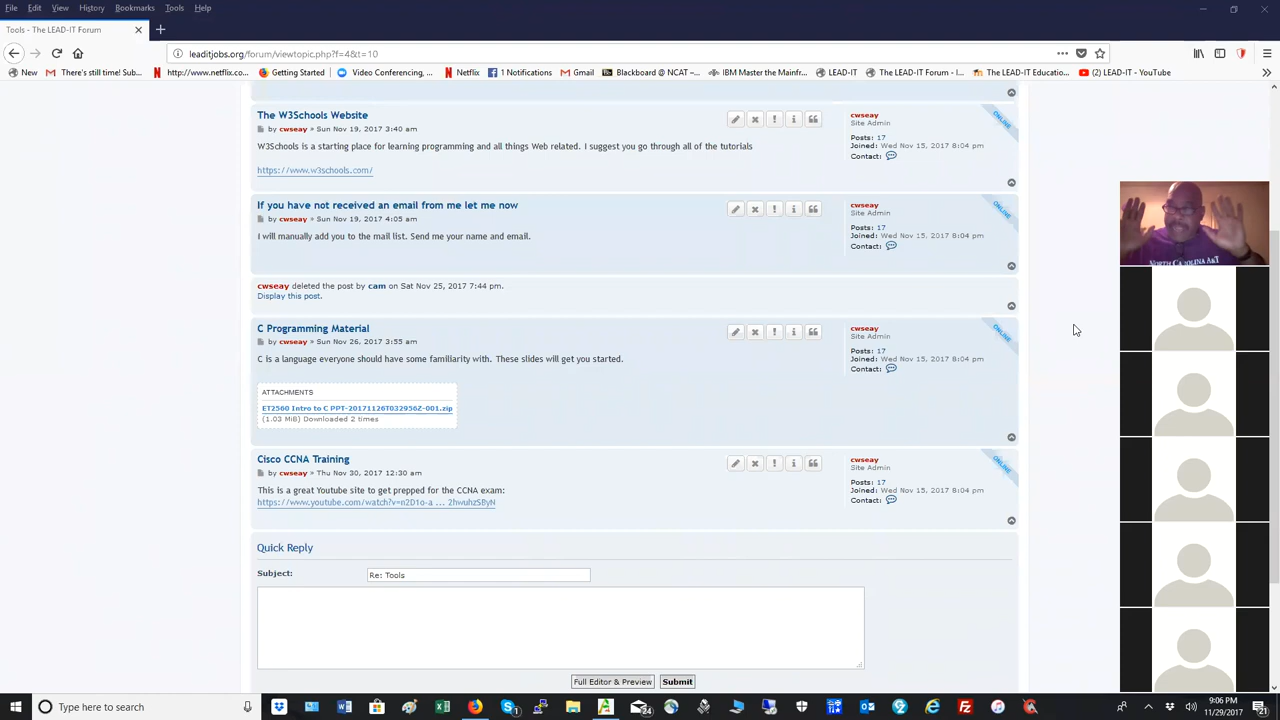 File Edit View History Bookmarks Tools Help
Tools - The LEAD-IT Forum
leaditjobs.org/forum/viewtopic.php?f=4&t=10
New There's still time! Sub... http://www.netflix.co... Getting Started Video Conferencing, ... Netflix 1 Notifications Gmail Blackboard @ NCAT -... IBM Master the Mainfr... LEAD-IT The LEAD-IT Forum - I... The LEAD-IT Educatio... (2) LEAD-IT - YouTube
The W3Schools Website
by cwseay » Sun Nov 19, 2017 3:40 am
W3Schools is a starting place for learning programming and all things Web related. I suggest you go through all of the tutorials
https://www.w3schools.com/
cwseay
Site Admin
Posts: 17
Joined: Wed Nov 15, 2017 8:04 pm
Contact:
ONLINE
If you have not received an email from me let me now
by cwseay » Sun Nov 19, 2017 4:05 am
I will manually add you to the mail list. Send me your name and email.
cwseay
Site Admin
Posts: 17
Joined: Wed Nov 15, 2017 8:04 pm
Contact:
ONLINE
cwseay deleted the post by cam on Sat Nov 25, 2017 7:44 pm.
Display this post.
C Programming Material
by cwseay » Sun Nov 26, 2017 3:55 am
C is a language everyone should have some familiarity with. These slides will get you started.
ATTACHMENTS
ET2560 Intro to C PPT-20171126T032956Z-001.zip
(1.03 MiB) Downloaded 2 times
cwseay
Site Admin
Posts: 17
Joined: Wed Nov 15, 2017 8:04 pm
Contact:
ONLINE
Cisco CCNA Training
by cwseay » Thu Nov 30, 2017 12:30 am
This is a great Youtube site to get prepped for the CCNA exam:
https://www.youtube.com/watch?v=n2D1o-a ... 2hwuhzSByN
cwseay
Site Admin
Posts: 17
Joined: Wed Nov 15, 2017 8:04 pm
Contact:
ONLINE
Quick Reply
Subject: Re: Tools
Full Editor & Preview Submit
NORTH CAROLINA A&T
Type here to search
9:06 PM
11/29/2017
21